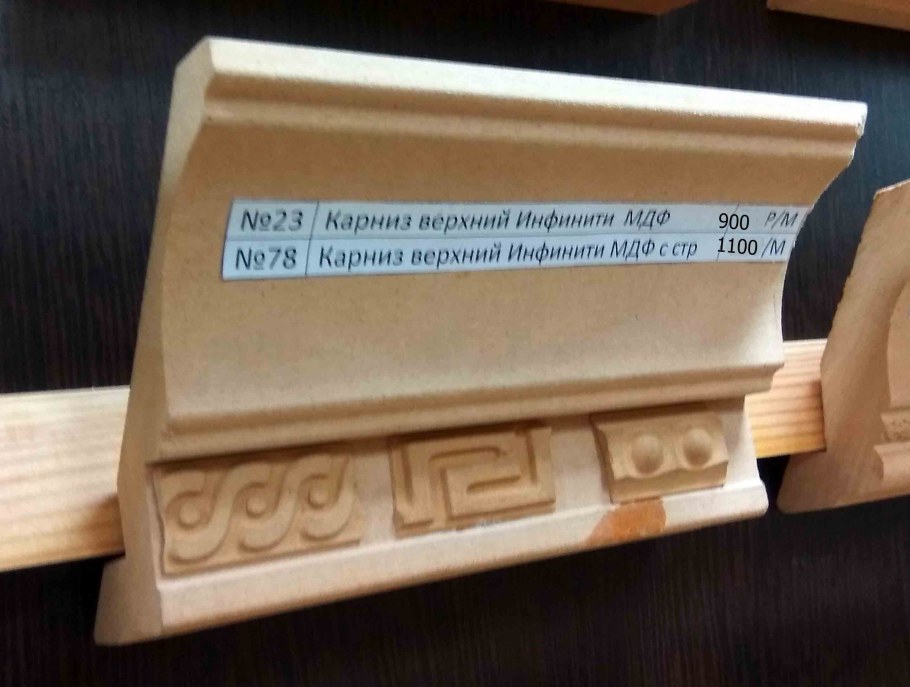 №23 Карниз верхний Инфинити МДФ 900 Р/М
№78 Карниз верхний Инфинити МДФ с стр 1100 /М